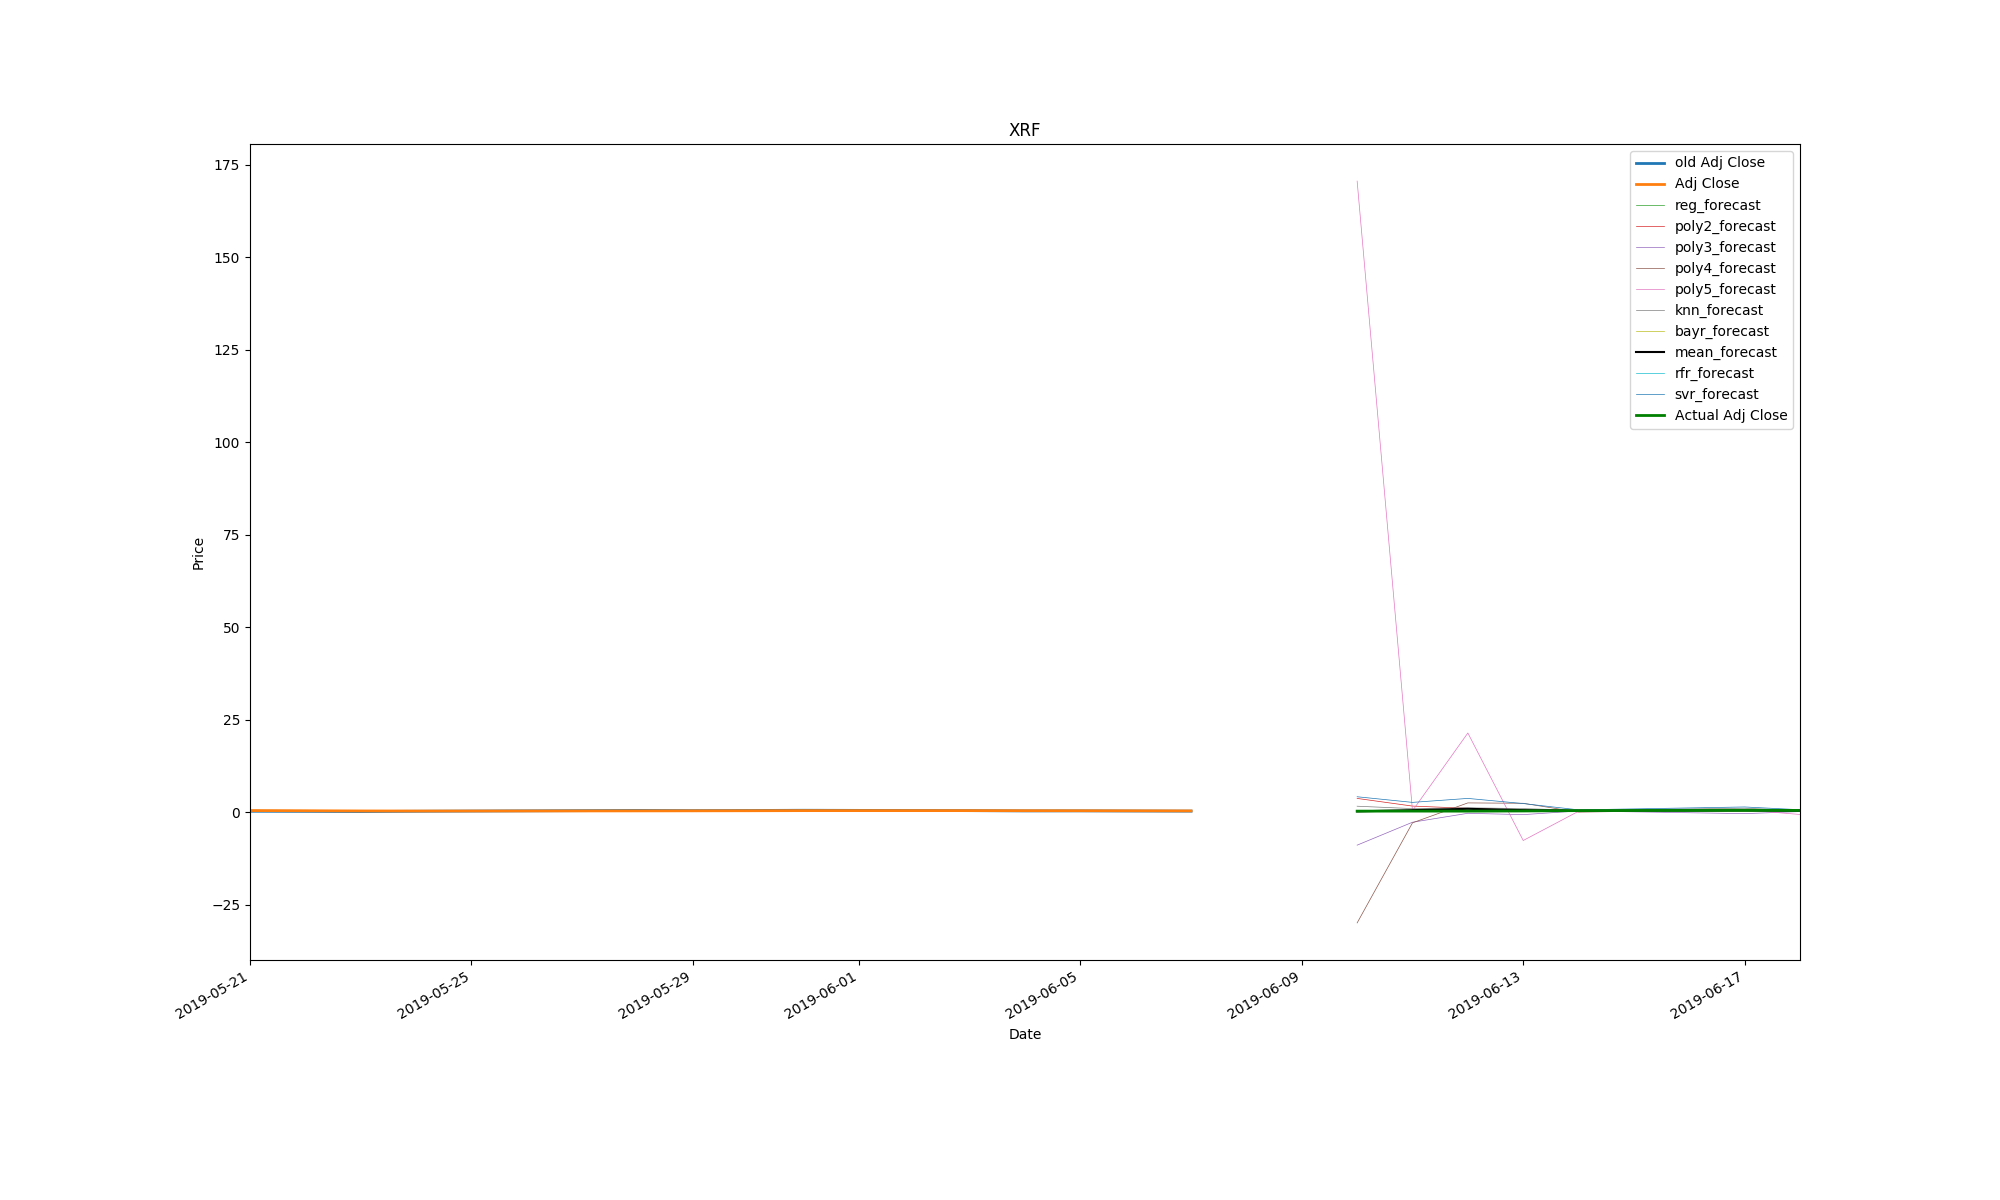 XRF
175
150
125
100
75
50
25
0
−25
Price
old Adj Close
Adj Close
reg_forecast
poly2_forecast
poly3_forecast
poly4_forecast
poly5_forecast
knn_forecast
bayr_forecast
mean_forecast
rfr_forecast
svr_forecast
Actual Adj Close
2019-05-21
2019-05-25
2019-05-29
2019-06-01
2019-06-05
2019-06-09
2019-06-13
2019-06-17
Date